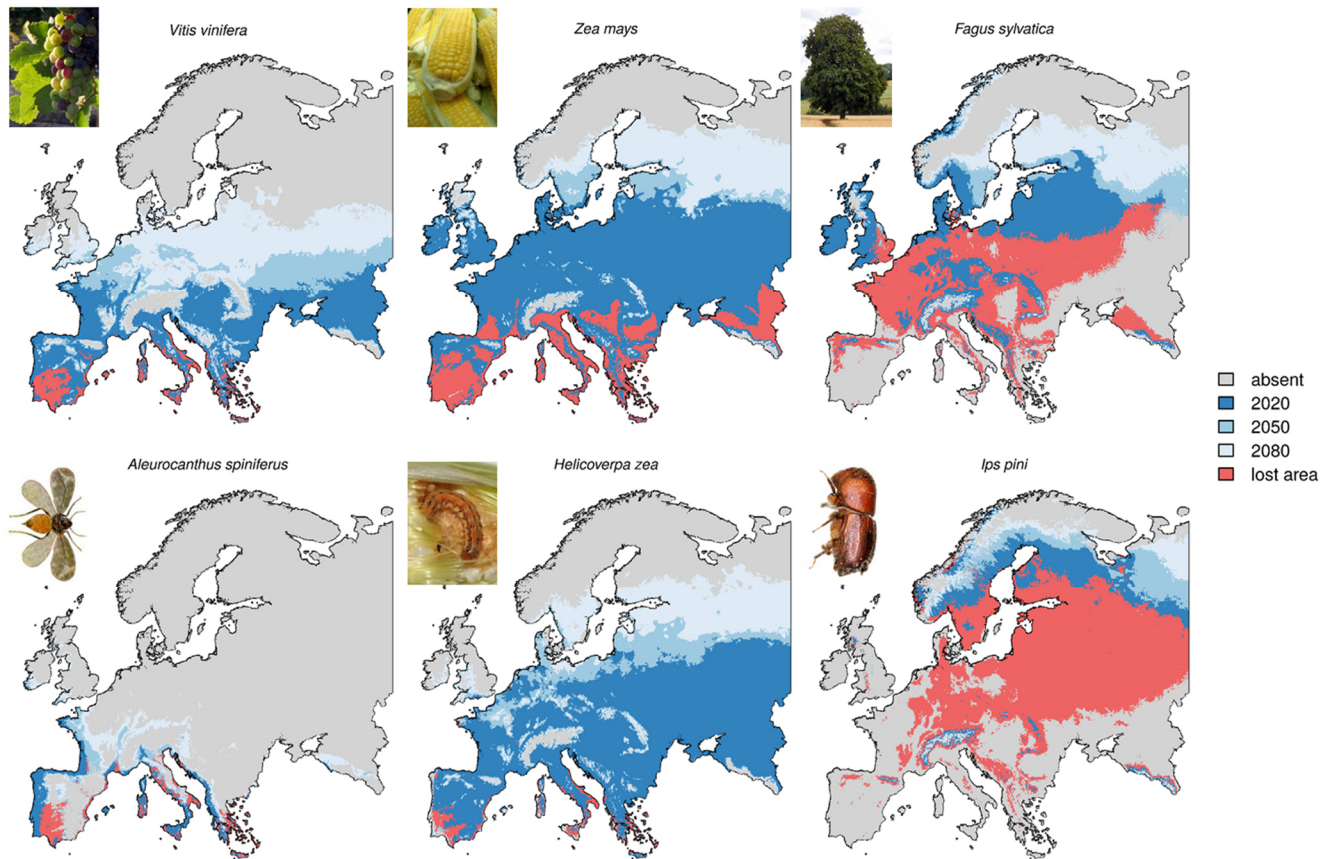 Vitis vinifera
Zea mays
Fagus sylvatica
absent
2020
2050
2080
lost area
Aleurocanthus spiniferus
Helicoverpa zea
Ips pini